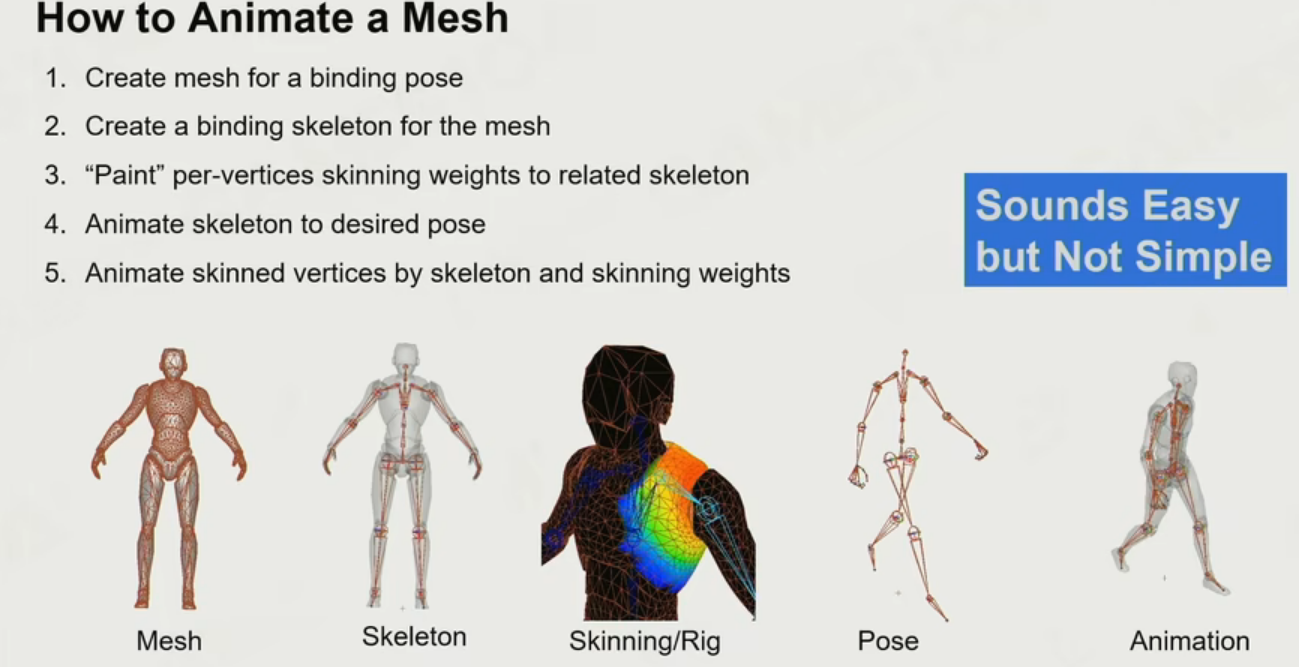 How to Animate a Mesh
1. Create mesh for a binding pose
2. Create a binding skeleton for the mesh
3. “Paint” per-vertices skinning weights to related skeleton
4. Animate skeleton to desired pose
5. Animate skinned vertices by skeleton and skinning weights
Sounds Easy
but Not Simple
Mesh
Skeleton
Skinning/Rig
Pose
Animation